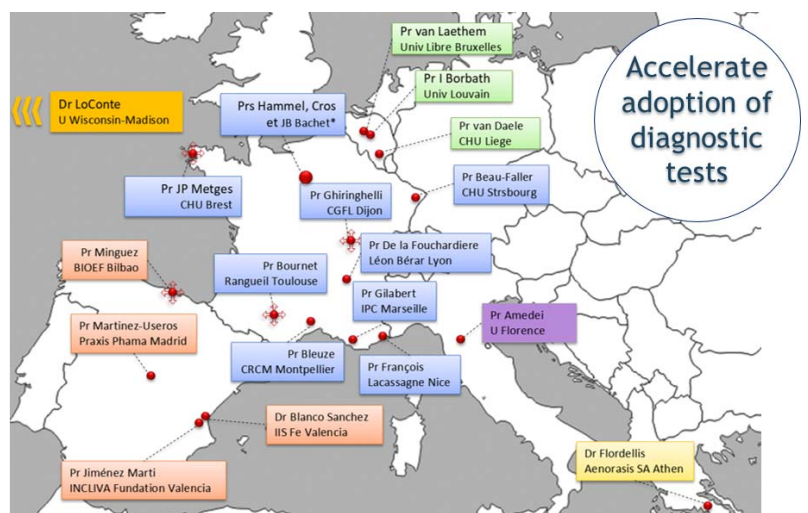 Pr van Laethem
Univ Libre Bruxelles
Pr I Borbath
Univ Louvain
Accelerate
adoption of
diagnostic
tests
Dr LoConte
U Wisconsin-Madison
Prs Hammel, Cros
et JB Bachet*
Pr van Daele
CHU Liege
Pr JP Metges
CHU Brest
Pr Ghiringhelli
CGFL Dijon
Pr Beau-Faller
CHU Strsbourg
Pr Minguez
BIOEF Bilbao
Pr Bournet
Rangueil Toulouse
Pr De la Fouchardiere
Léon Bérar Lyon
Pr Gilabert
IPC Marseille
Pr Amedei
U Florence
Pr Martinez-Useros
Praxis Phama Madrid
Pr Bleuze
CRCM Montpellier
Pr François
Lacassagne Nice
Dr Blanco Sanchez
IIS Fe Valencia
Pr Jiménez Marti
INCLIVA Fundation Valencia
Dr Flordellis
Aenorasis SA Athen